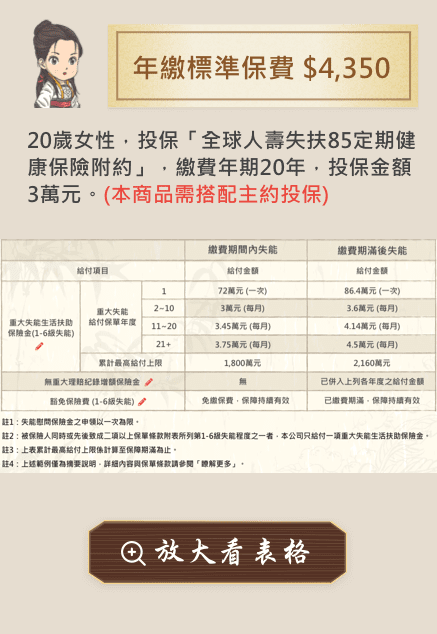 年繳標準保費 $4,350
20歲女性，投保「全球人壽失扶85定期健
康保險附約」，繳費年期20年，投保金額
3萬元。(本商品需搭配主約投保)
繳費期間內失能 繳費期滿後失能
給付項目 給付金額 給付金額
重大失能生活扶助
保險金(1-6級失能)
重大失能
給付保單年度
1 72萬元 (一次) 86.4萬元 (一次)
2~10 3萬元 (每月) 3.6萬元 (每月)
11~20 3.45萬元 (每月) 4.14萬元 (每月)
21+ 3.75萬元 (每月) 4.5萬元 (每月)
累計最高給付上限 1,800萬元 2,160萬元
無重大理賠紀錄增額保險金 無 已併入上列各年度之給付金額
豁免保險費 (1-6級失能) 免繳保費，保障持續有效 已繳費期滿，保障持續有效
註1：失能慰問保險金之申領以一次為限。
註2：被保險人同時或先後致成二項以上保單條款附表所列第1-6級失能程度之一者，本公司只給付一項重大失能生活扶助保險金。
註3：上表累計最高給付上限係計算至保障期滿為止。
註4：上述範例僅為摘要說明，詳細內容與保單條款請參閱「瞭解更多」。
放大看表格